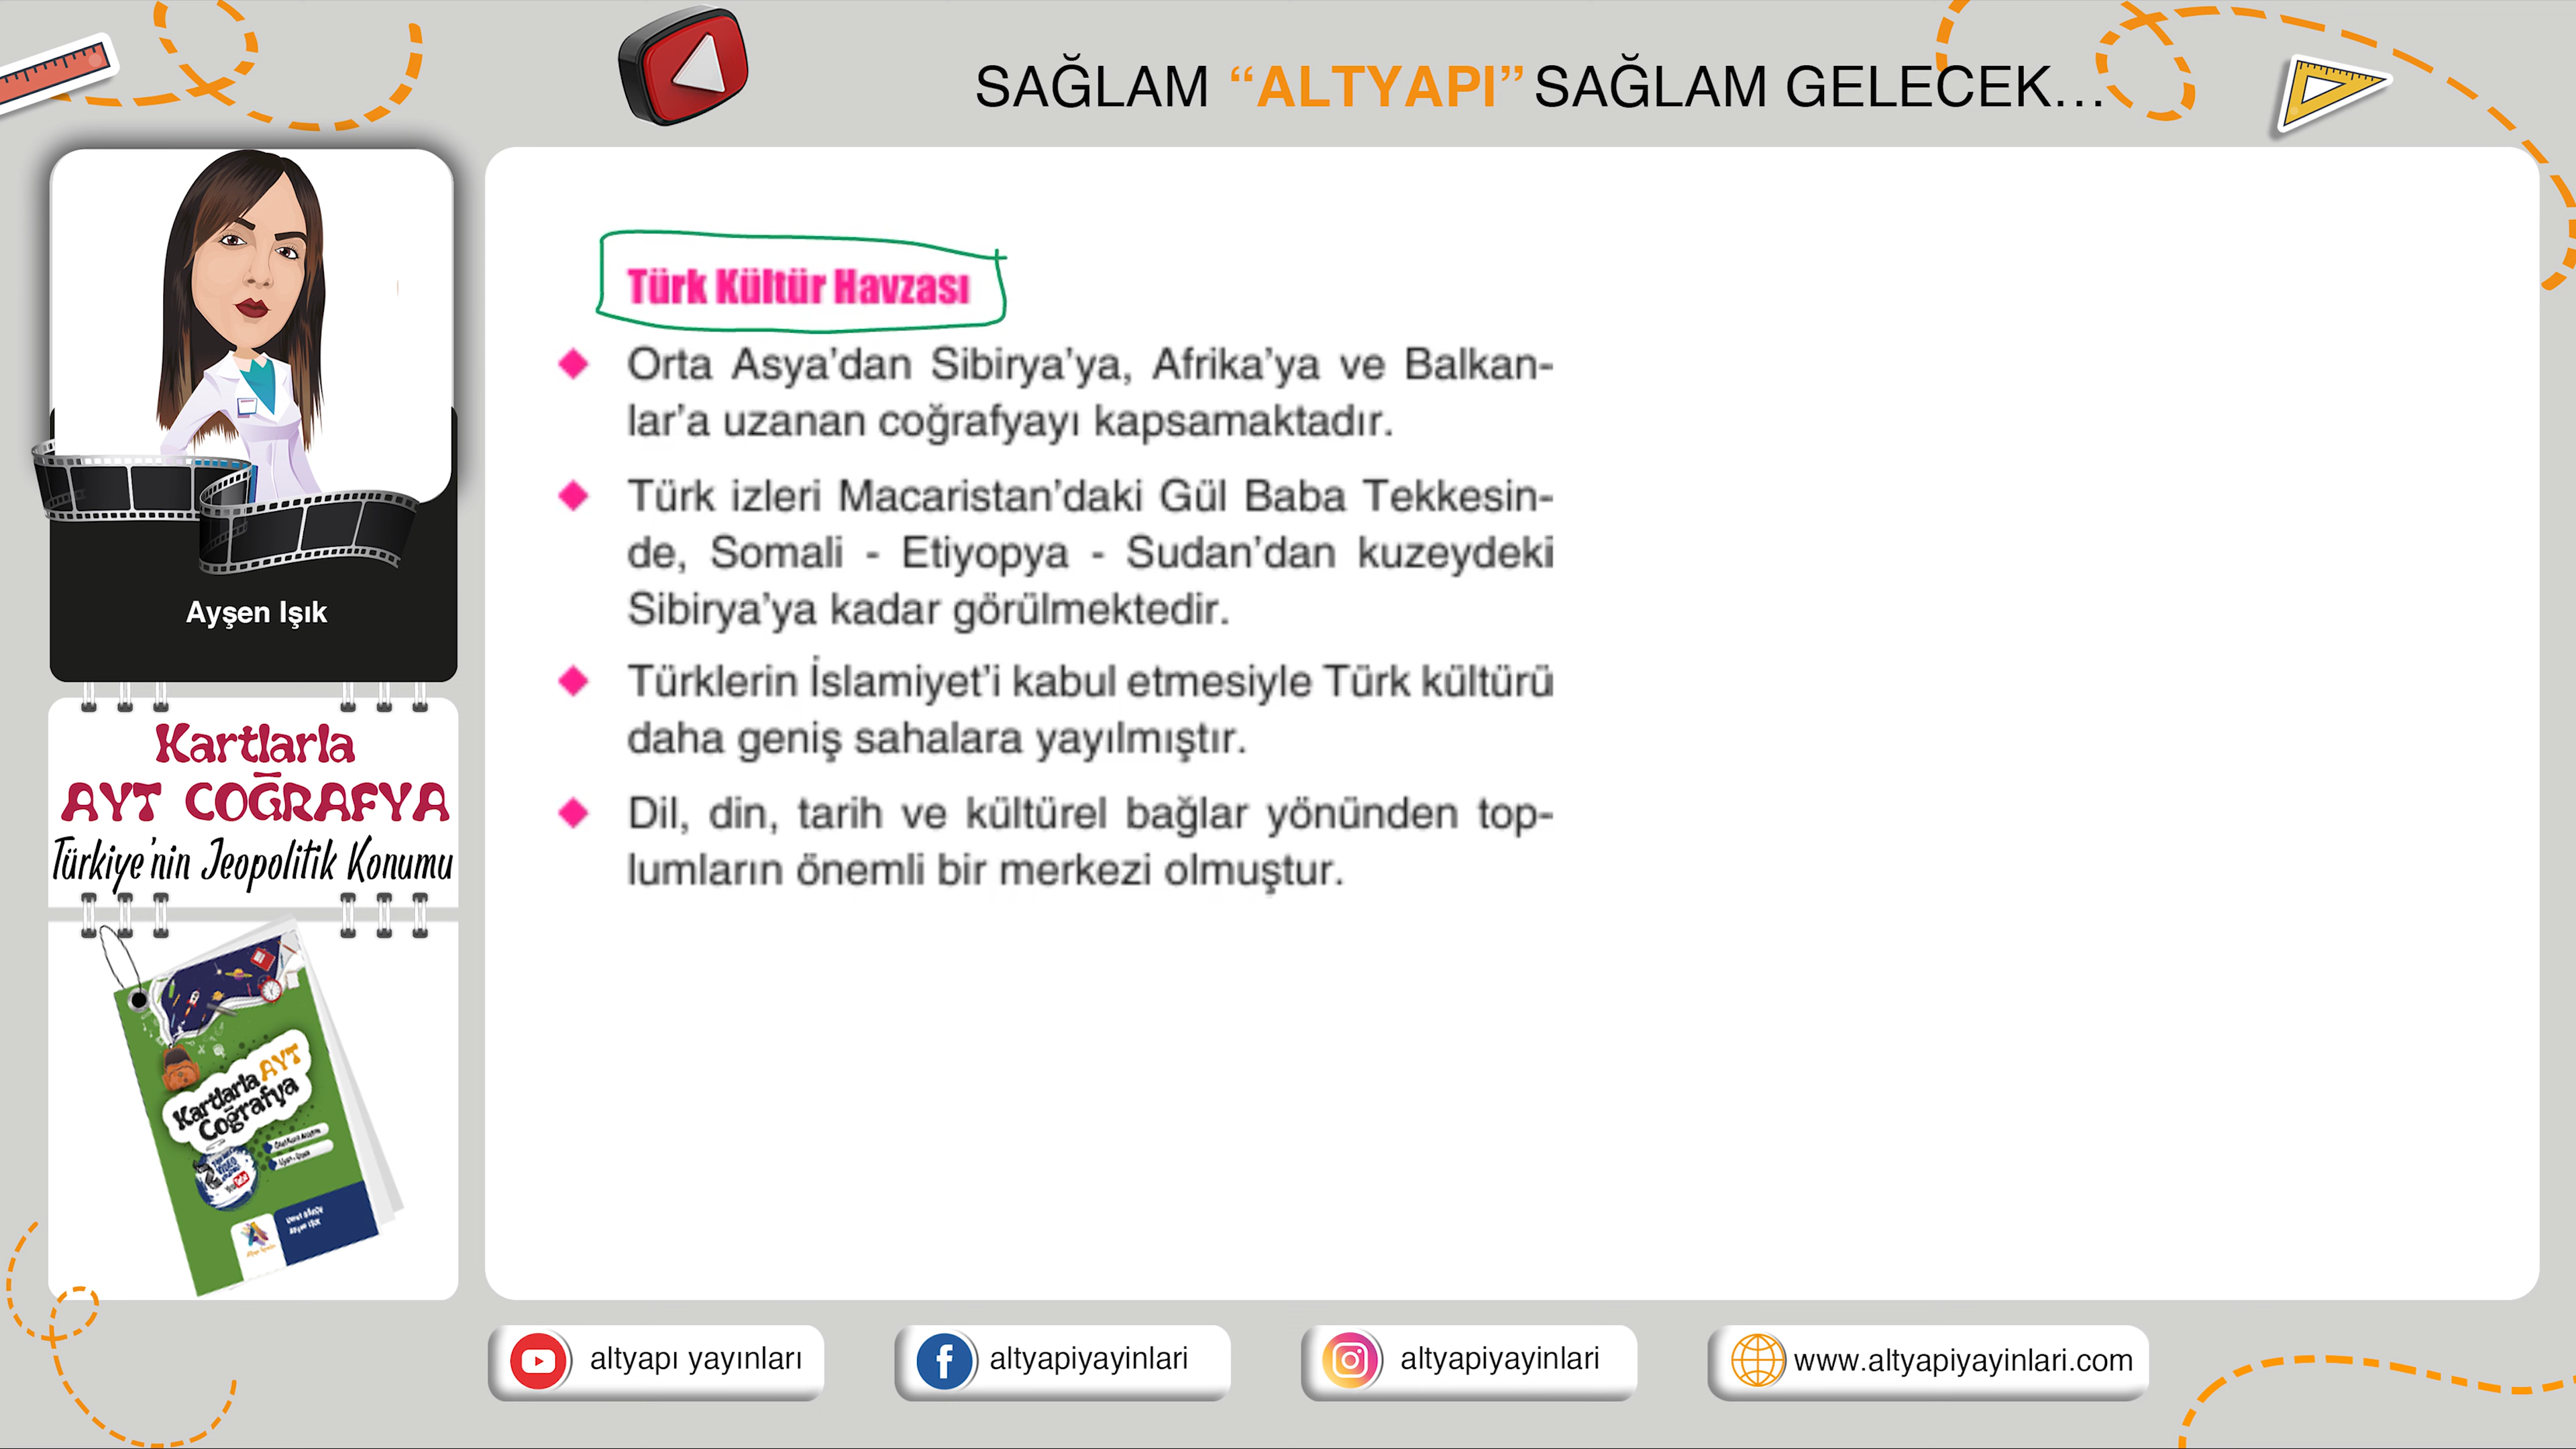 SAĞLAM “ALTYAPI” SAĞLAM GELECEK...
Türk Kültür Havzası
Orta Asya’dan Sibirya’ya, Afrika’ya ve Balkan-
lar’a uzanan coğrafyayı kapsamaktadır.
Türk izleri Macaristan’daki Gül Baba Tekkesin-
de, Somali - Etiyopya - Sudan’dan kuzeydeki
Sibirya’ya kadar görülmektedir.
Türklerin İslamiyet’i kabul etmesiyle Türk kültürü
daha geniş sahalara yayılmıştır.
Dil, din, tarih ve kültürel bağlar yönünden top-
lumların önemli bir merkezi olmuştur.
Ayşen Işık
Kartlarla
AYT COĞRAFYA
Türkiye’nin Jeopolitik Konumu
Kartlarla AYT
Coğrafya
altyapı yayınları
altyapiyayinlari
altyapiyayinlari
www.altyapiyayinlari.com